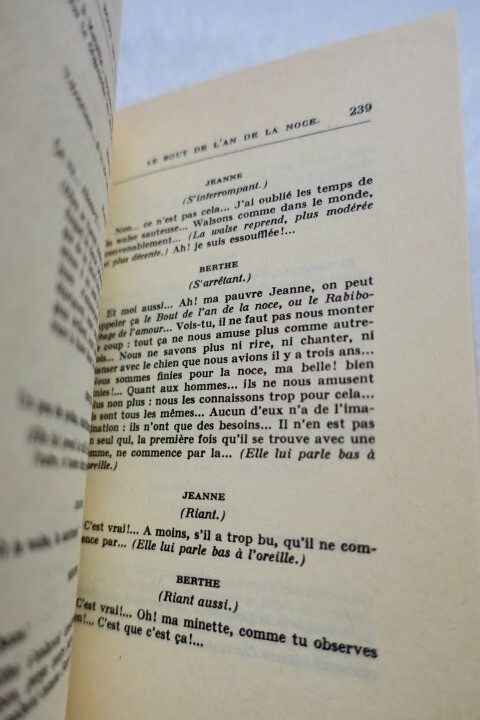 239
LE BOUT DE L'AN DE LA NOCE.
JEANNE
(S'interrompant.)
Non... ce n'est pas cela... J'ai oublié les temps de
la walse sauteuse... Walsons comme dans le monde,
convenablement... (La walse reprend, plus modérée
et plus décente.) Ah! je suis essoufflée!...
BERTHE
(S'arrêtant.)
Et moi aussi... Ah! ma pauvre Jeanne, on peut
appeler ça le Bout de l'an de la noce, ou le Rabibo-
chage de l'amour... Vois-tu, il ne faut pas nous monter
le coup : tout ça ne nous amuse plus comme autre-
fois... Nous ne savons plus ni rire, ni chanter, ni
danser avec le chien que nous avions il y a trois ans...
Nous sommes finies pour la noce, ma belle! bien
finies!... Quant aux hommes... ils ne nous amusent
plus non plus : nous les connaissons trop pour cela...
Ils sont tous les mêmes... Aucun d'eux n'a de l'ima-
gination : ils n'ont que des besoins... Il n'en est pas
un seul qui, la première fois qu'il se trouve avec une
femme, ne commence par la... (Elle lui parle bas à
l'oreille.)
JEANNE
(Riant.)
C'est vrai!... A moins, s'il a trop bu, qu'il ne com-
mence par... (Elle lui parle bas à l'oreille.)
BERTHE
(Riant aussi.)
C'est vrai!... Oh! ma minette, comme tu observes
bien!... C'est que c'est ça!...